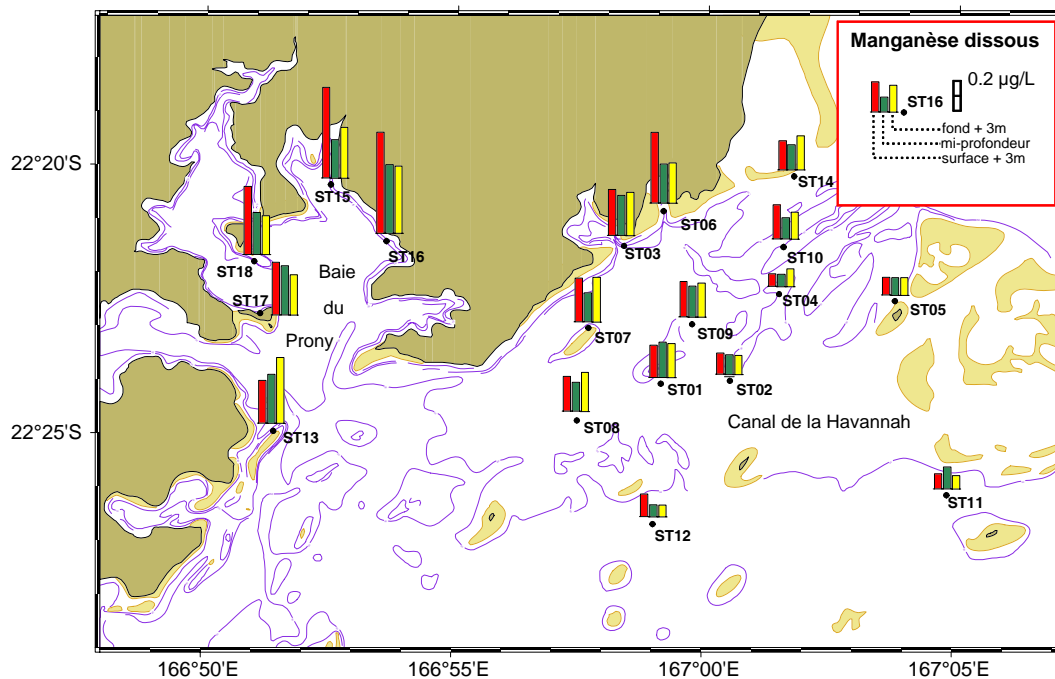 Manganèse dissous
0.2 µg/L
ST16
fond + 3m
mi-profondeur
surface + 3m
22°20'S
22°25'S
ST15
ST16
ST18
ST17
Baie
du
Prony
ST13
ST03
ST06
ST14
ST10
ST04
ST05
ST07
ST09
ST01
ST02
ST08
Canal de la Havannah
ST11
ST12
166°50'E
166°55'E
167°00'E
167°05'E